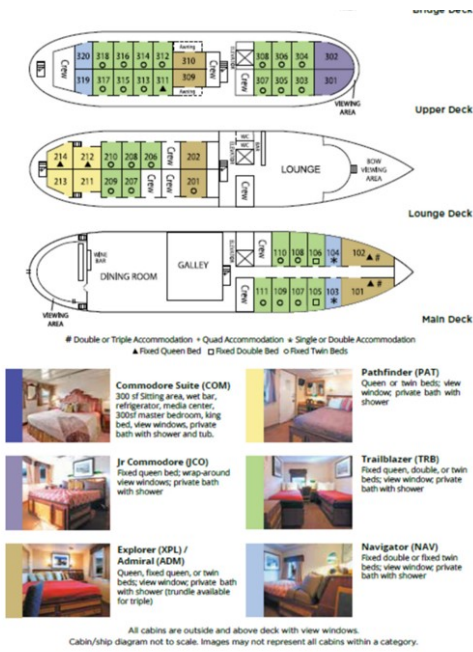 Bridge Deck
320 318 316 314 312
Awning
310
ELEVATOR
308 306 304
302
Crew
Crew
319 317 315 313 311
309
Awning
Crew
307 305 303
301
VIEWING
AREA
Upper Deck
214 212 210 208 206
Crew
202
ELEVATOR
BAR
LOUNGE
BOW
VIEWING
AREA
213 211 209 207
Crew
Crew
201
Crew
Lounge Deck
WINE
BAR
DINING ROOM
GALLEY
ELEVATOR
Crew
110 108 106 104
102 #
Crew
111 109 107 105 103
101 #
VIEWING
AREA
Main Deck
# Double or Triple Accommodation + Quad Accommodation * Single or Double Accommodation
▲ Fixed Queen Bed □ Fixed Double Bed ○ Fixed Twin Beds
Commodore Suite (COM)
300 sf Sitting area, wet bar,
refrigerator, media center,
300sf master bedroom, king
bed, view windows, private
bath with shower and tub.
Pathfinder (PAT)
Queen or twin beds; view
window; private bath with
shower
Jr Commodore (JCO)
Fixed queen bed; wrap-around
view windows; private bath
with shower
Trailblazer (TRB)
Fixed queen, double, or twin
beds; view window; private
bath with shower
Explorer (XPL) /
Admiral (ADM)
Queen, fixed queen, or twin
beds; view window; private bath
with shower (trundle available
for triple)
Navigator (NAV)
Fixed double or fixed twin
beds; view window; private
bath with shower
All cabins are outside and above deck with view windows.
Cabin/ship diagram not to scale. Images may not represent all cabins within a category.